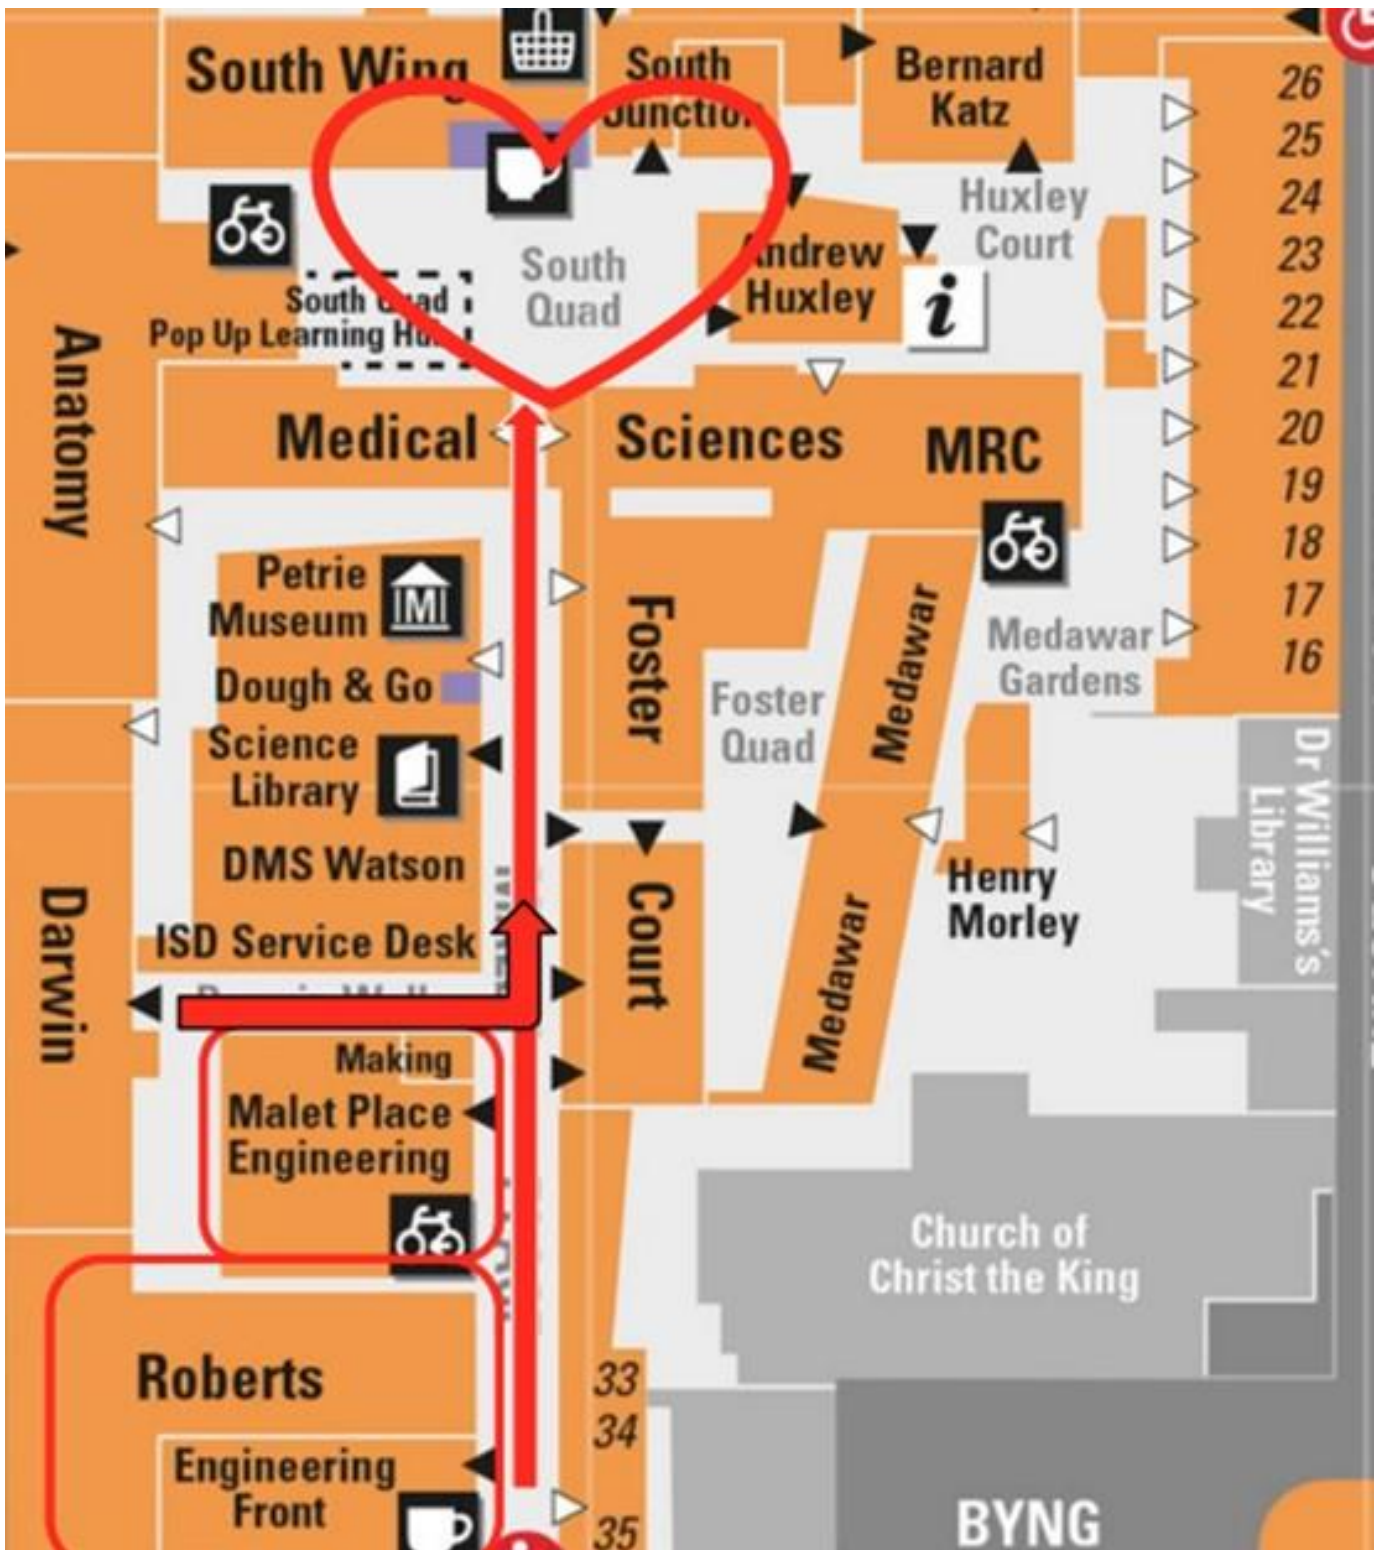 South Wing
South
Junction
Bernard
Katz
26
25
24
23
22
21
20
19
18
17
16
Huxley
Court
South
Quad
Andrew
Huxley
i
South Quad
Pop Up Learning Hub
Anatomy
Medical
Sciences
MRC
Petrie
Museum
M
Dough & Go
Science
Library
DMS Watson
ISD Service Desk
Foster
Court
Foster
Quad
Medawar
Medawar
Medawar
Gardens
Henry
Morley
Dr Williams's
Library
Darwin
Making
Malet Place
Engineering
Church of
Christ the King
Roberts
Engineering
Front
33
34
35
BYNG